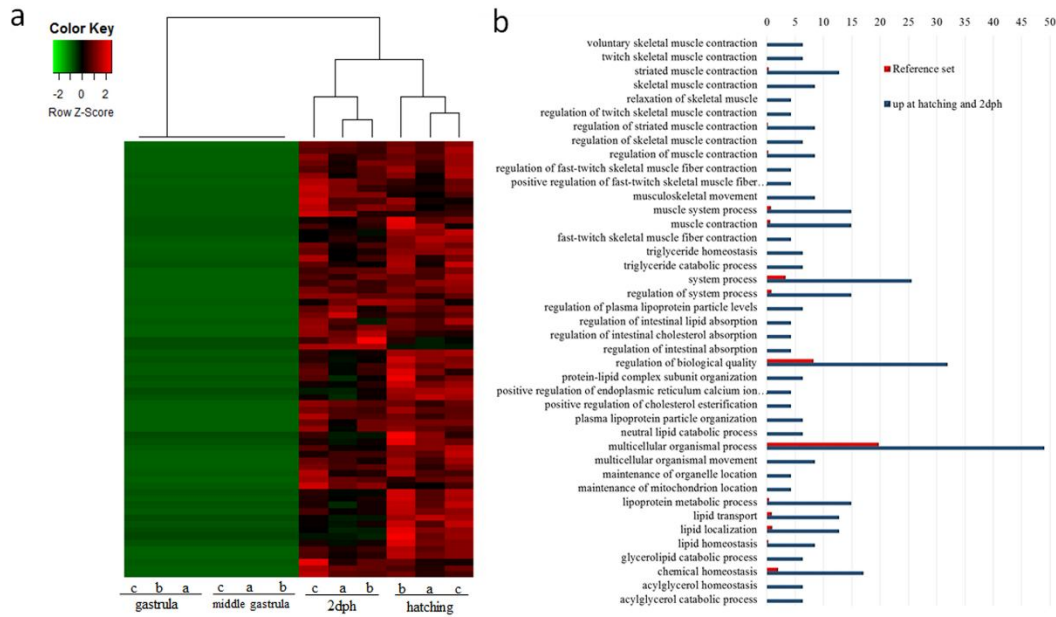 a
Color Key
-2 0 2
Row Z-Score
c b a c a b c a b b a c
gastrula middle gastrula 2dph hatching
b
0 5 10 15 20 25 30 35 40 45 50
Reference set
up at hatching and 2dph
voluntary skeletal muscle contraction
twitch skeletal muscle contraction
striated muscle contraction
skeletal muscle contraction
relaxation of skeletal muscle
regulation of twitch skeletal muscle contraction
regulation of striated muscle contraction
regulation of skeletal muscle contraction
regulation of muscle contraction
regulation of fast-twitch skeletal muscle fiber contraction
positive regulation of fast-twitch skeletal muscle fiber…
musculoskeletal movement
muscle system process
muscle contraction
fast-twitch skeletal muscle fiber contraction
triglyceride homeostasis
triglyceride catabolic process
system process
regulation of system process
regulation of plasma lipoprotein particle levels
regulation of intestinal lipid absorption
regulation of intestinal cholesterol absorption
regulation of intestinal absorption
regulation of biological quality
protein-lipid complex subunit organization
positive regulation of endoplasmic reticulum calcium ion…
positive regulation of cholesterol esterification
plasma lipoprotein particle organization
neutral lipid catabolic process
multicellular organismal process
multicellular organismal movement
maintenance of organelle location
maintenance of mitochondrion location
lipoprotein metabolic process
lipid transport
lipid localization
lipid homeostasis
glycerolipid catabolic process
chemical homeostasis
acylglycerol homeostasis
acylglycerol catabolic process